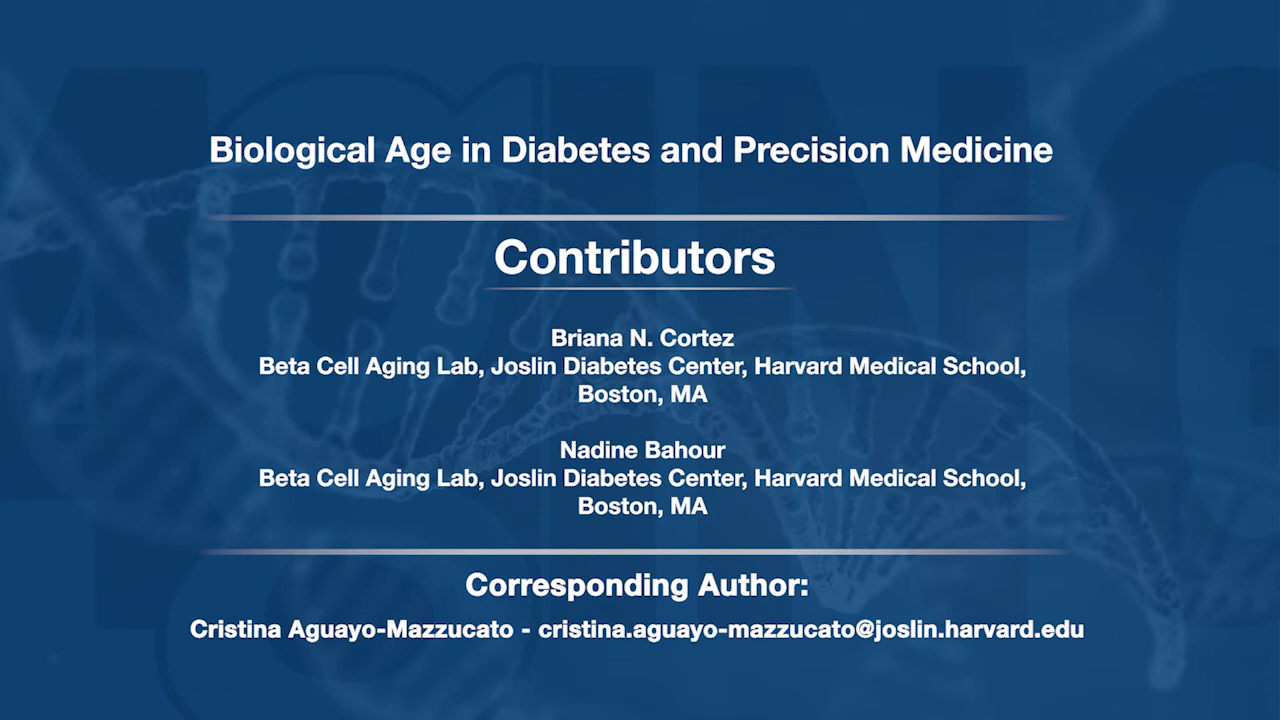 Biological Age in Diabetes and Precision Medicine
Contributors
Briana N. Cortez
Beta Cell Aging Lab, Joslin Diabetes Center, Harvard Medical School,
Boston, MA
Nadine Bahour
Beta Cell Aging Lab, Joslin Diabetes Center, Harvard Medical School,
Boston, MA
Corresponding Author:
Cristina Aguayo-Mazzucato - cristina.aguayo-mazzucato@joslin.harvard.edu